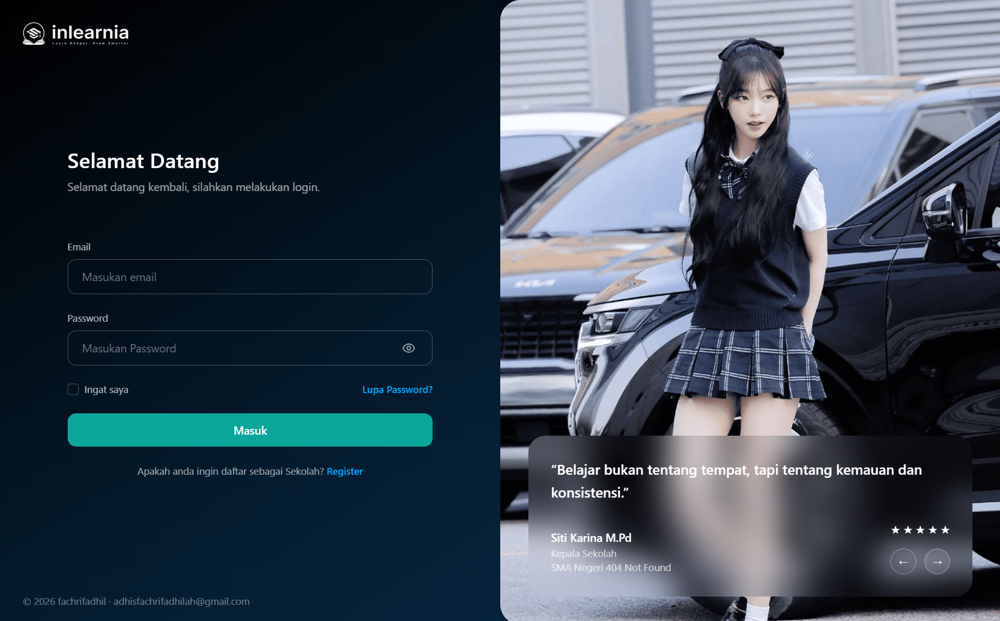 inlearnia
Learn Deeper, Grow Smarter
Selamat Datang
Selamat datang kembali, silahkan melakukan login.
Email
Masukan email
Password
Masukan Password
Ingat saya
Lupa Password?
Masuk
Apakah anda ingin daftar sebagai Sekolah? Register
© 2026 fachrifadhil · adhisfachrifadhilah@gmail.com
KIA
“Belajar bukan tentang tempat, tapi tentang kemauan dan
konsistensi.”
Siti Karina M.Pd
Kepala Sekolah
SMA Negeri 404 Not Found
★ ★ ★ ★ ★
← →